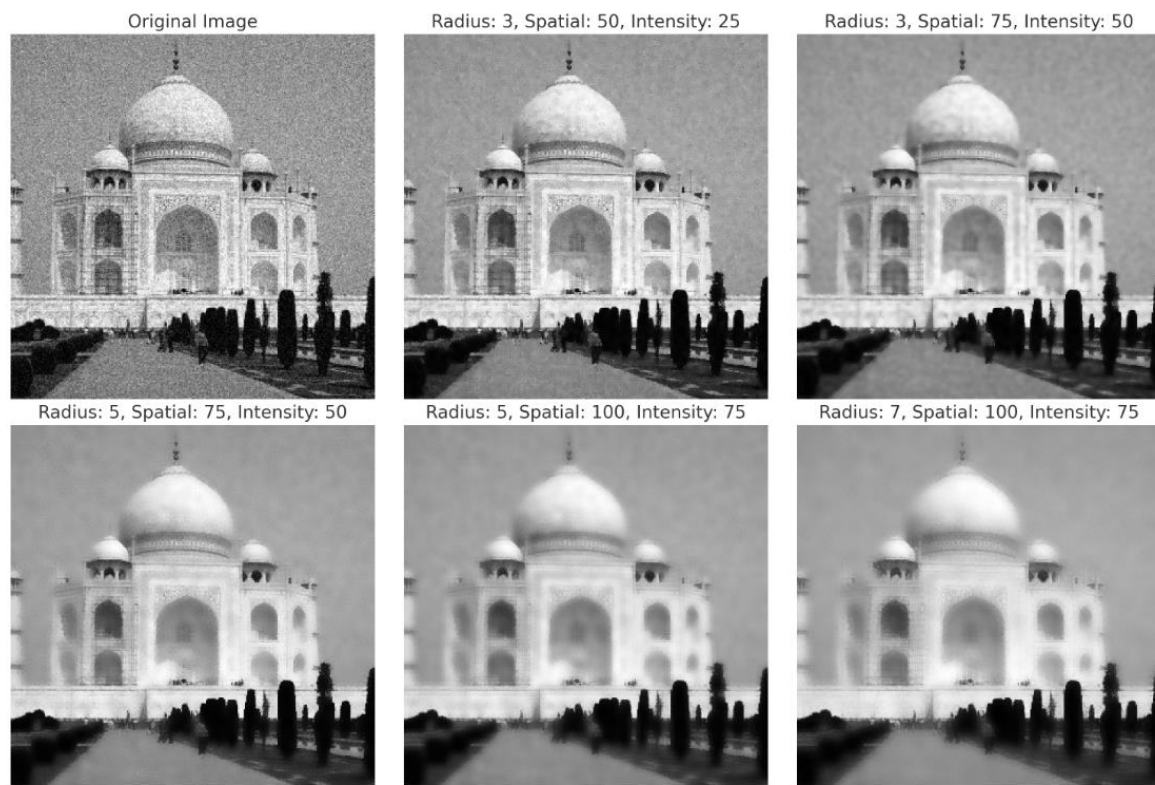 Original Image
Radius: 3, Spatial: 50, Intensity: 25
Radius: 3, Spatial: 75, Intensity: 50
Radius: 5, Spatial: 75, Intensity: 50
Radius: 5, Spatial: 100, Intensity: 75
Radius: 7, Spatial: 100, Intensity: 75